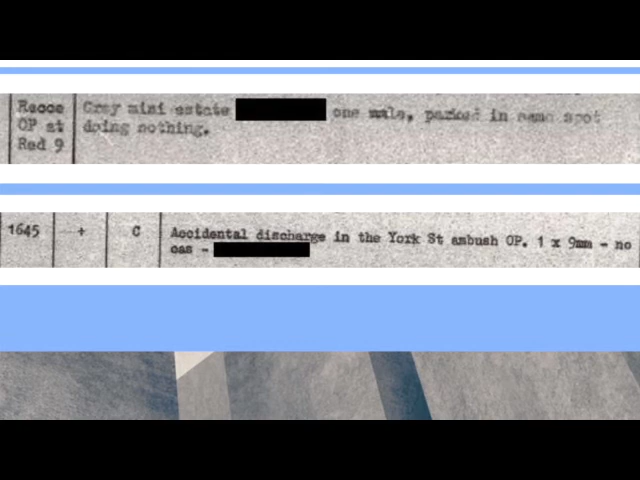 Recce
OP at
Red 9
Grey mini estate one male, parked in same spot
doing nothing.
1645 + C Accidental discharge in the York St ambush OP. 1 x 9mm - no
cas -